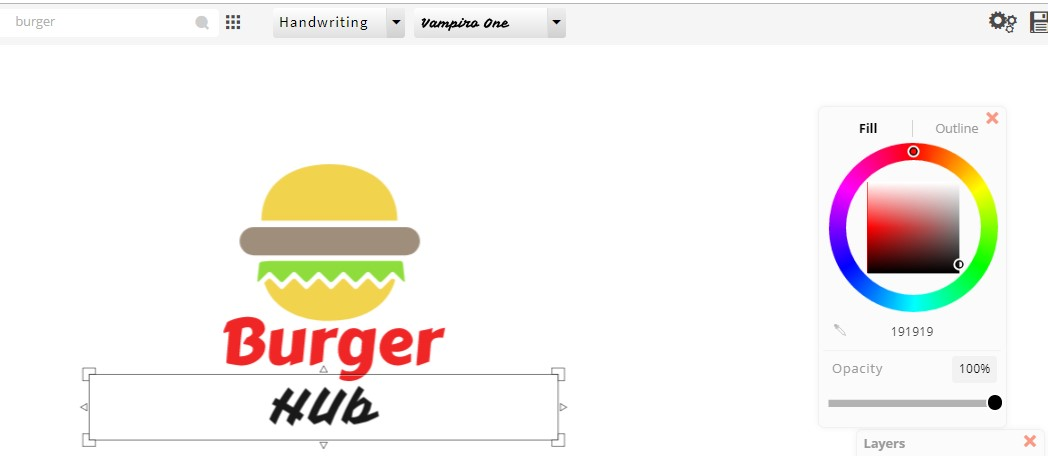 burger
Handwriting
Vampiro One
Fill
Outline
Burger
HUb
191919
Opacity
100%
Layers